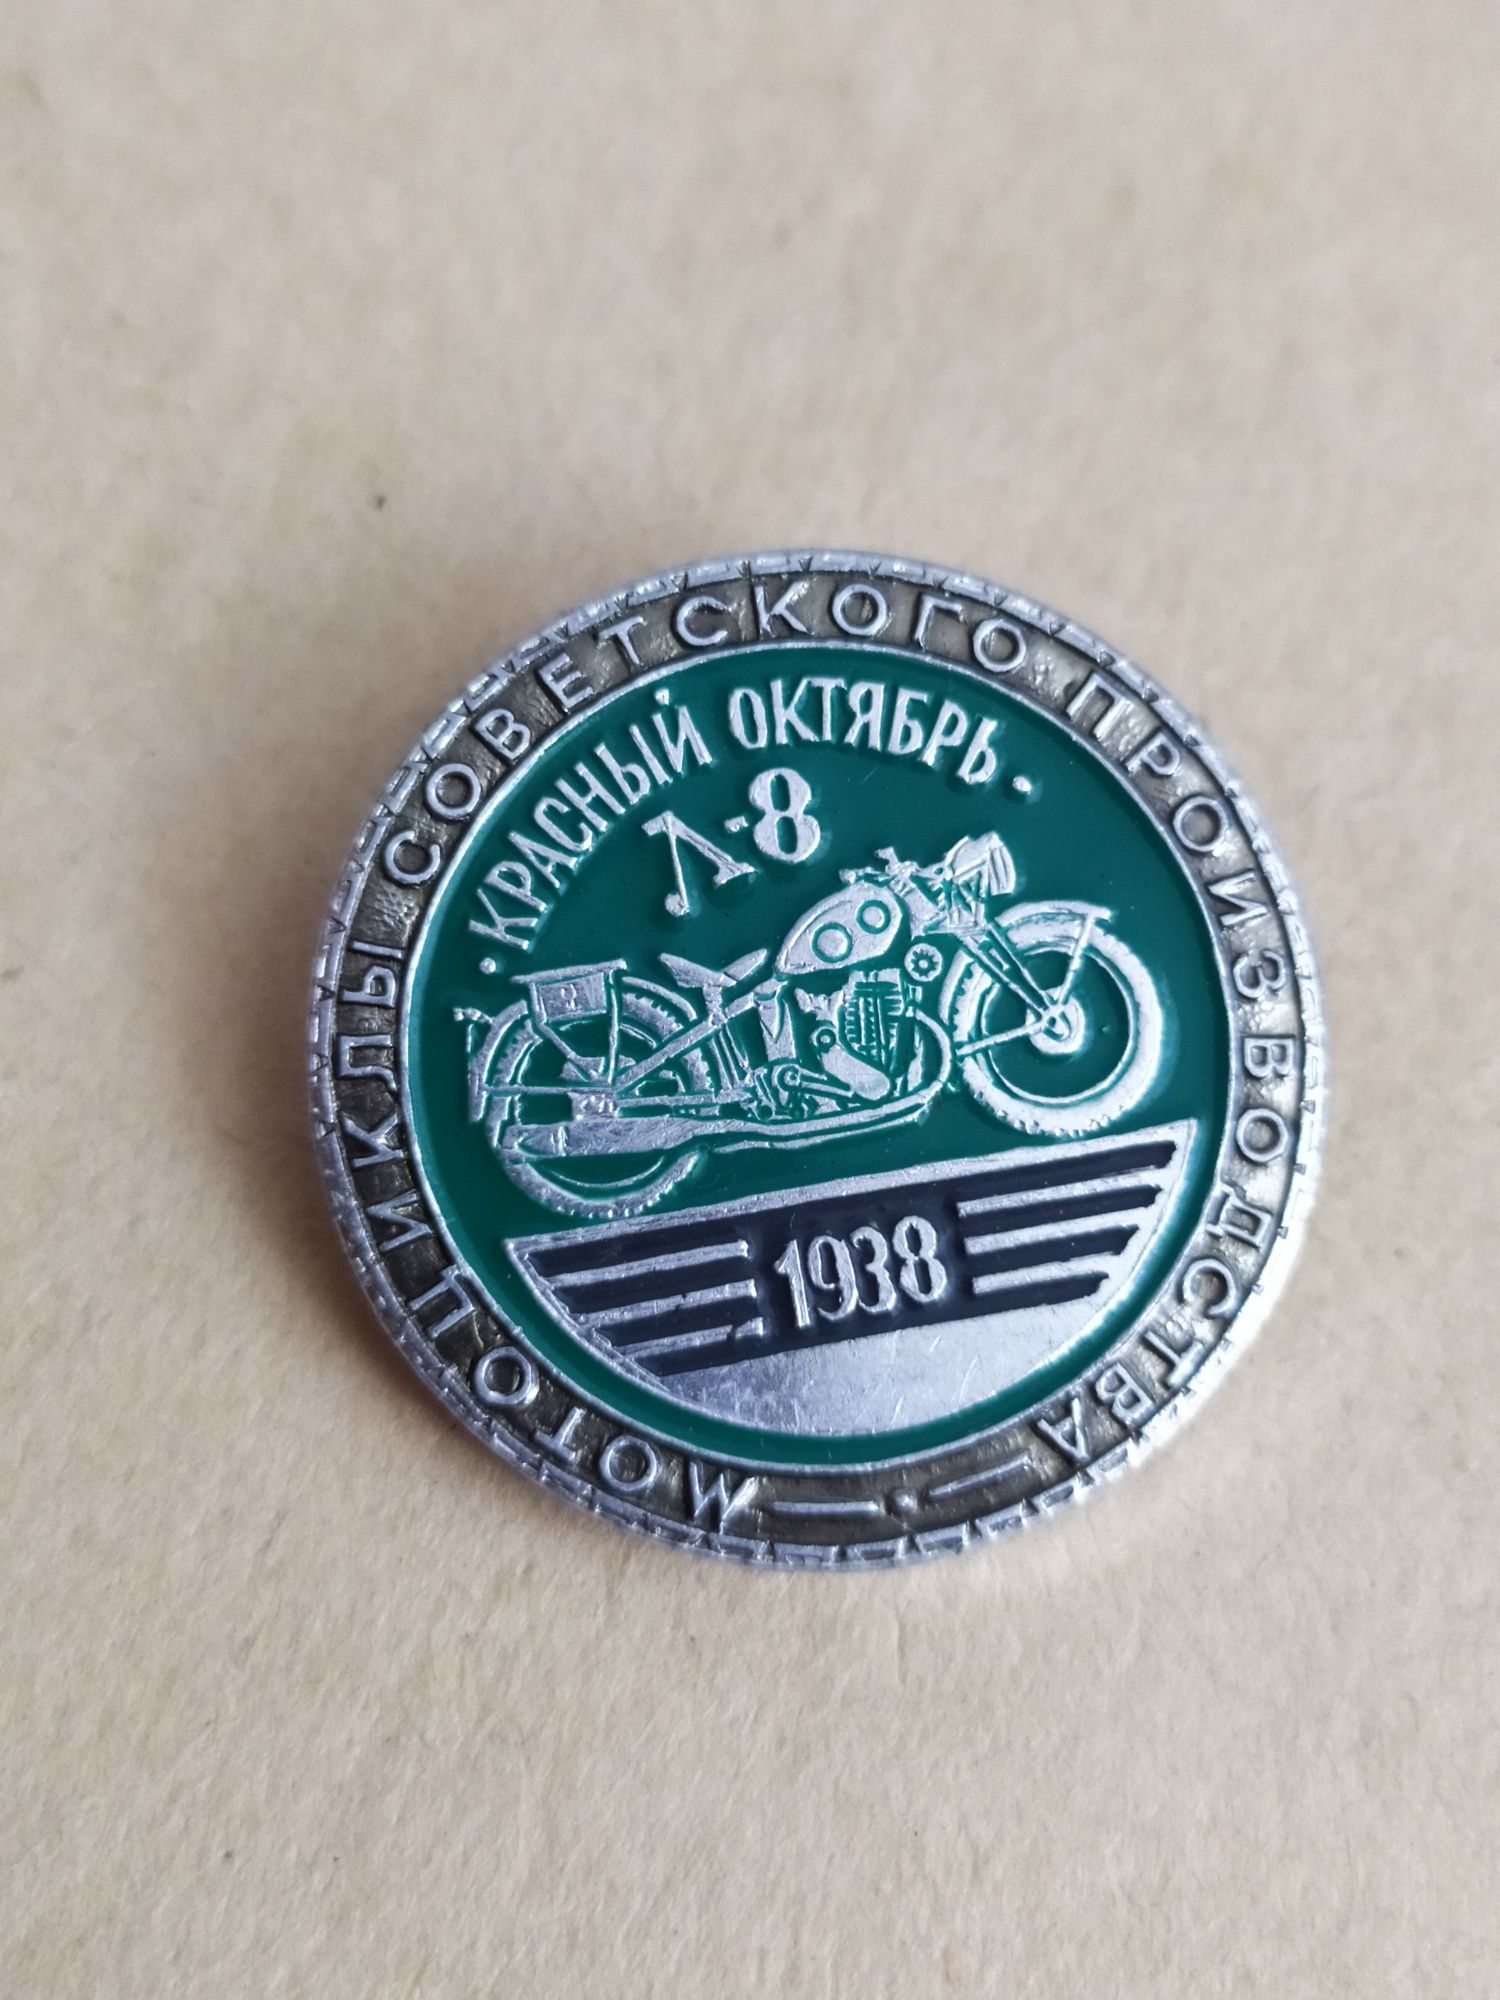 МОТОЦИКЛЫ СОВЕТСКОГО ПРОИЗВОДСТВА
КРАСНЫЙ ОКТЯБРЬ
Л-8
1938